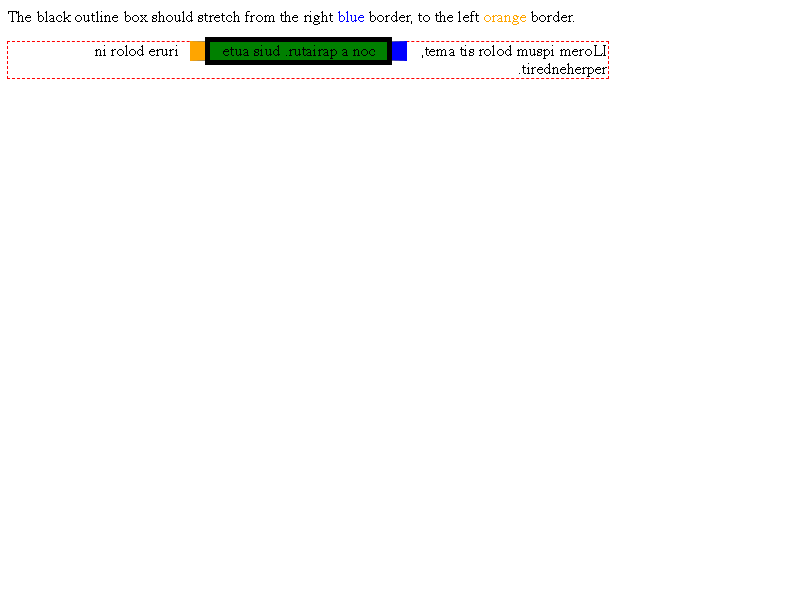 The black outline box should stretch from the right blue border, to the left orange border.
ni rolod eruri etua siud .rutairap a noc ,tema tis rolod muspi meroLI
.tiredneherper